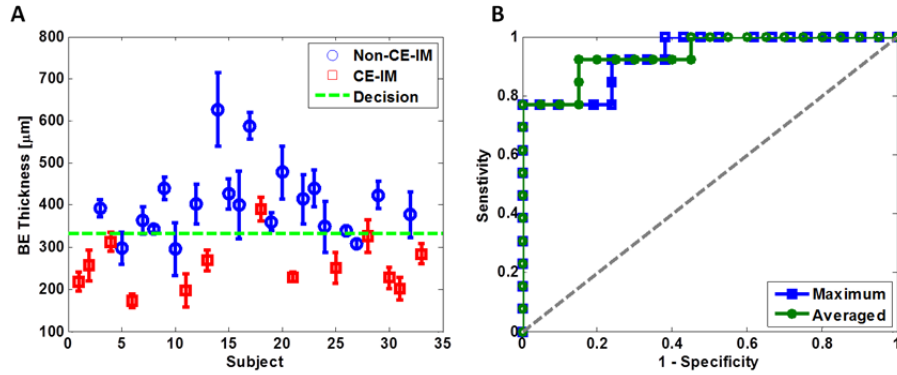 A
BE Thickness [µm]
800
700
600
500
400
300
200
100
0 5 10 15 20 25 30 35
Subject
Non-CE-IM
CE-IM
Decision
B
Senstivity
1
0.8
0.6
0.4
0.2
0
0 0.2 0.4 0.6 0.8 1
1 - Specificity
Maximum
Averaged